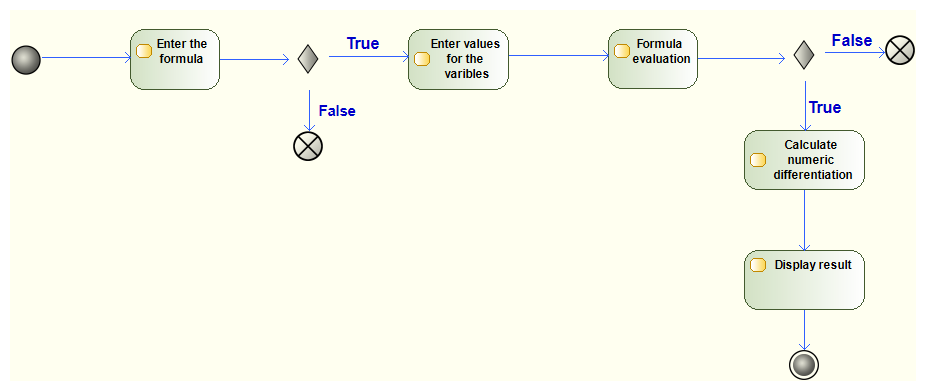 Enter the
formula
True
False
Enter values
for the
varibles
Formula
evaluation
False
True
Calculate
numeric
differentiation
Display result